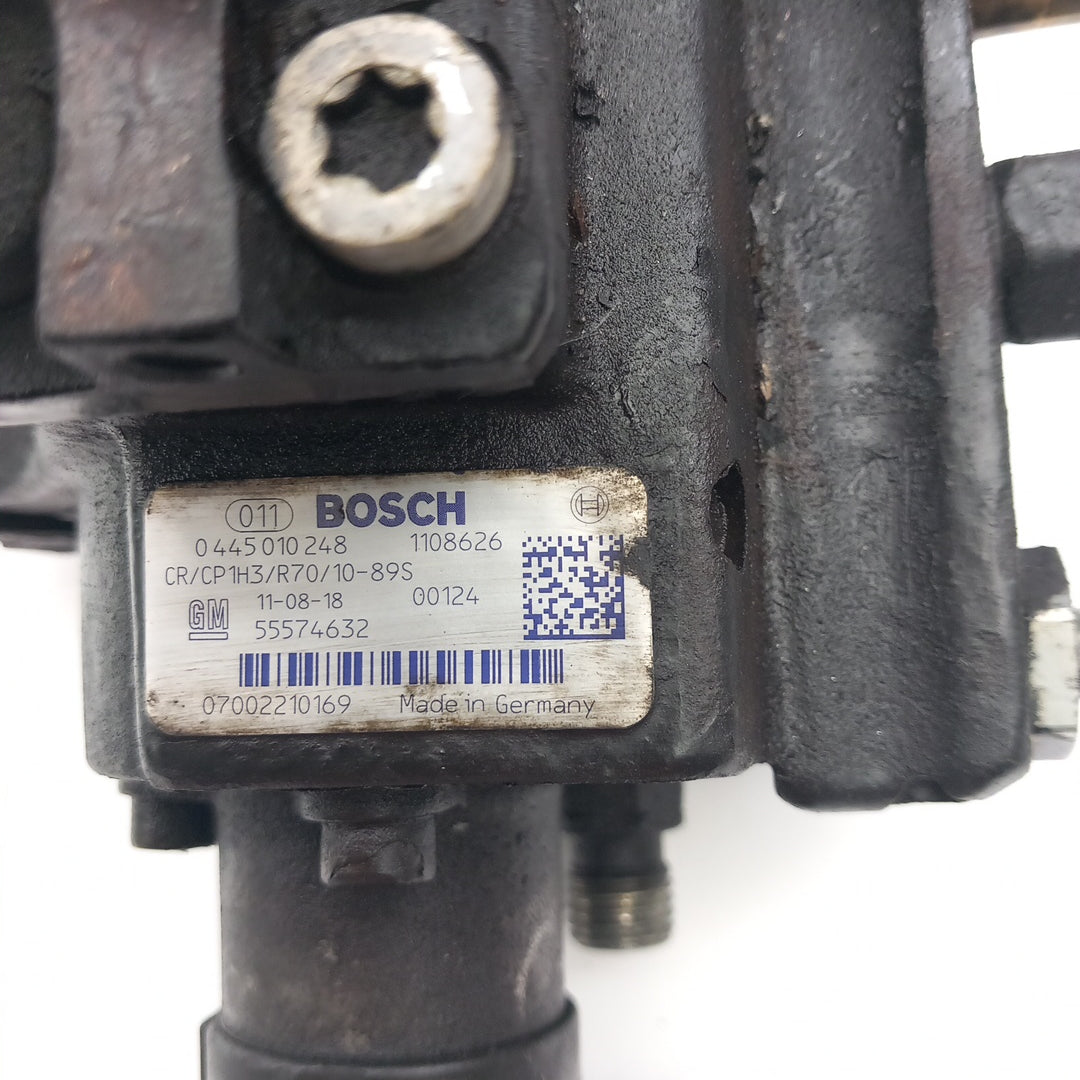 011 BOSCH
0 445 010 248 1108626
CR/CP1H3/R70/10-89S
GM 11-08-18 00124
55574632
07002210169 Made in Germany